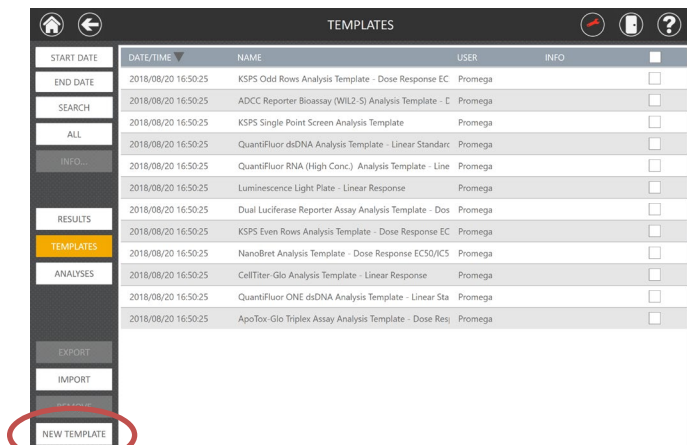 TEMPLATES
START DATE
END DATE
SEARCH
ALL
INFO...
RESULTS
TEMPLATES
ANALYSES
EXPORT
IMPORT
REMOVE
NEW TEMPLATE
DATE/TIME NAME USER INFO
2018/08/20 16:50:25 KSPS Odd Rows Analysis Template - Dose Response EC Promega
2018/08/20 16:50:25 ADCC Reporter Bioassay (WIL2-S) Analysis Template - D Promega
2018/08/20 16:50:25 KSPS Single Point Screen Analysis Template Promega
2018/08/20 16:50:25 QuantiFluor dsDNA Analysis Template - Linear Standard Promega
2018/08/20 16:50:25 QuantiFluor RNA (High Conc.) Analysis Template - Line Promega
2018/08/20 16:50:25 Luminescence Light Plate - Linear Response Promega
2018/08/20 16:50:25 Dual Luciferase Reporter Assay Analysis Template - Dos Promega
2018/08/20 16:50:25 KSPS Even Rows Analysis Template - Dose Response EC Promega
2018/08/20 16:50:25 NanoBret Analysis Template - Dose Response EC50/IC5 Promega
2018/08/20 16:50:25 CellTiter-Glo Analysis Template - Linear Response Promega
2018/08/20 16:50:25 QuantiFluor ONE dsDNA Analysis Template - Linear Sta Promega
2018/08/20 16:50:25 ApoTox-Glo Triplex Assay Analysis Template - Dose Resp Promega